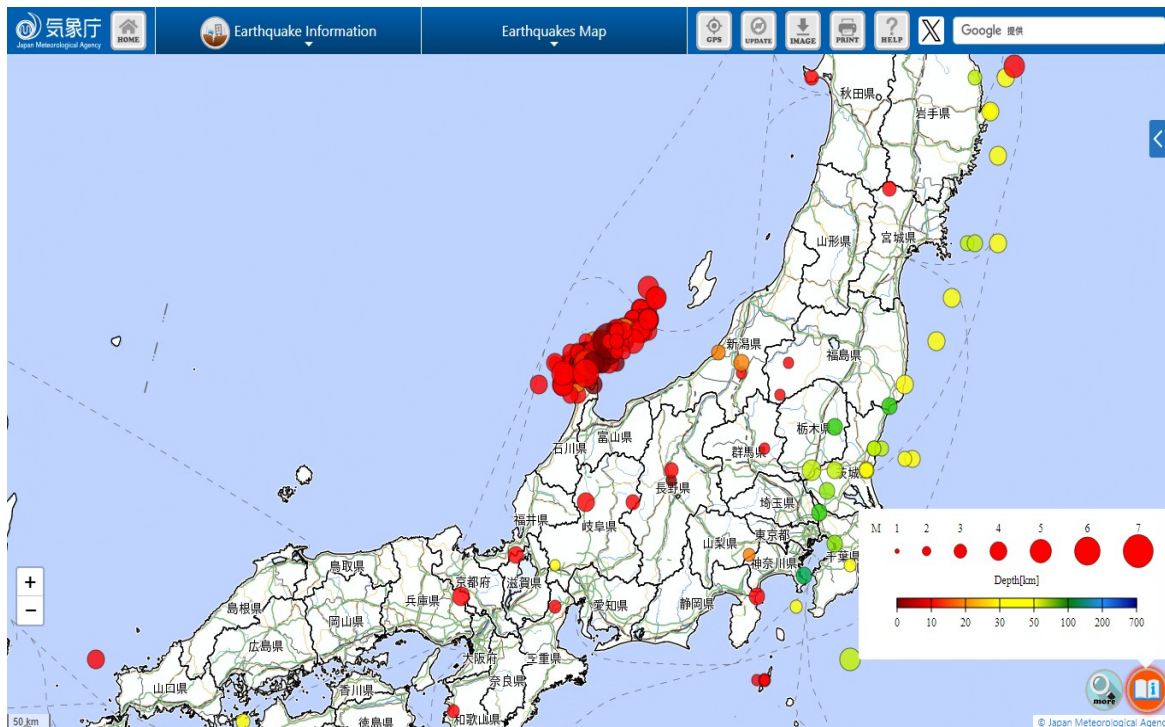 気象庁
Japan Meteorological Agency
HOME
Earthquake Information
Earthquakes Map
GPS
UPDATE
IMAGE
PRINT
HELP
X
Google 提供
秋田県
岩手県
山形県
宮城県
新潟県
福島県
栃木県
群馬県
富山県
石川県
長野県
茨城
埼玉県
福井県
岐阜県
山梨県
東京都
神奈川県
千葉県
鳥取県
京都府
滋賀県
愛知県
静岡県
兵庫県
島根県
岡山県
広島県
大阪府
三重県
奈良県
山口県
香川県
徳島県
和歌山県
M 1 2 3 4 5 6 7
Depth[km]
0 10 20 30 50 100 200 700
+
−
more
50 km
© Japan Meteorological Agenc